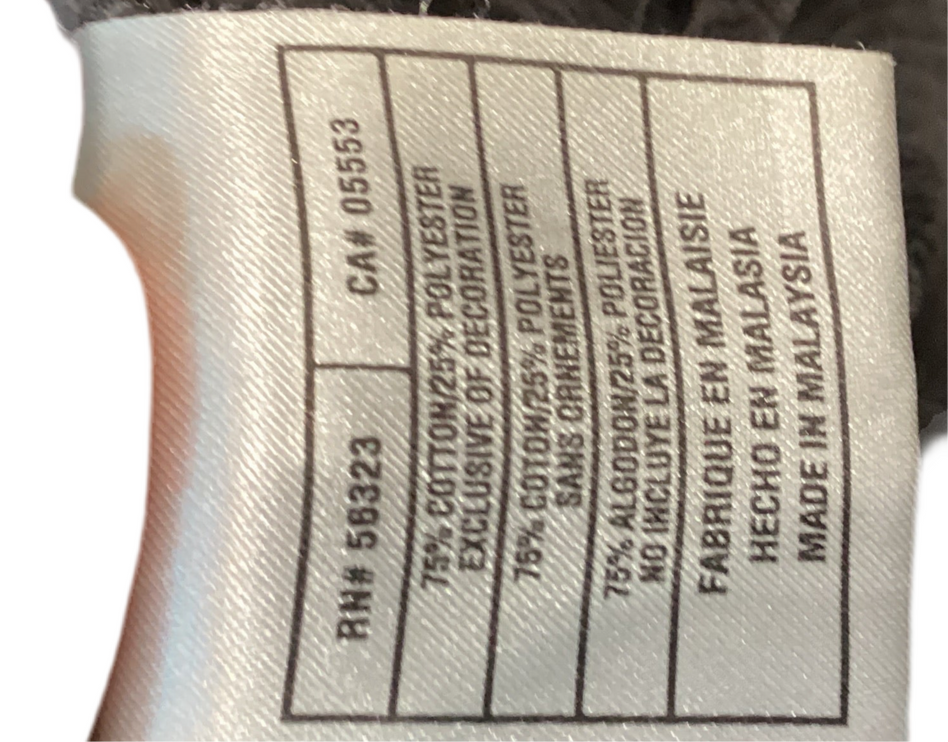 RN# 56323 CA# 05553
75% COTTON/25% POLYESTER
EXCLUSIVE OF DECORATION
75% COTON/25% POLYESTER
SANS ORNEMENTS
75% ALGODON/25% POLIESTER
NO INCLUYE LA DECORACION
FABRIQUE EN MALAISIE
HECHO EN MALASIA
MADE IN MALAYSIA